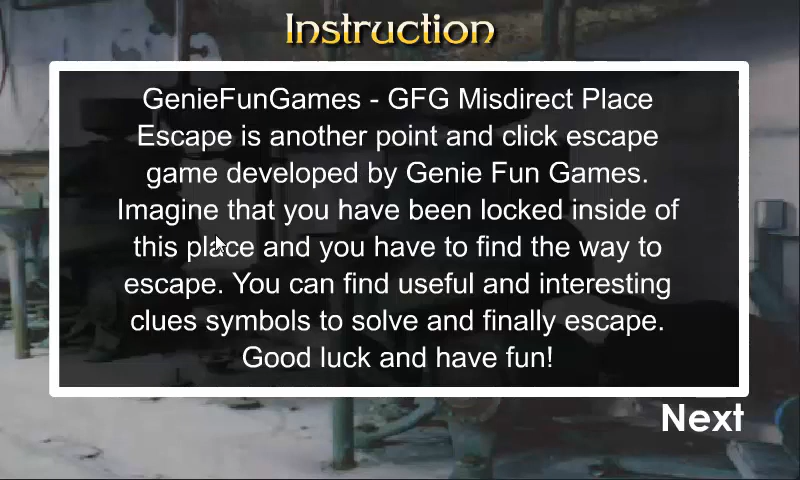 Instruction
GenieFunGames - GFG Misdirect Place
Escape is another point and click escape
game developed by Genie Fun Games.
Imagine that you have been locked inside of
this place and you have to find the way to
escape. You can find useful and interesting
clues symbols to solve and finally escape.
Good luck and have fun!
Next